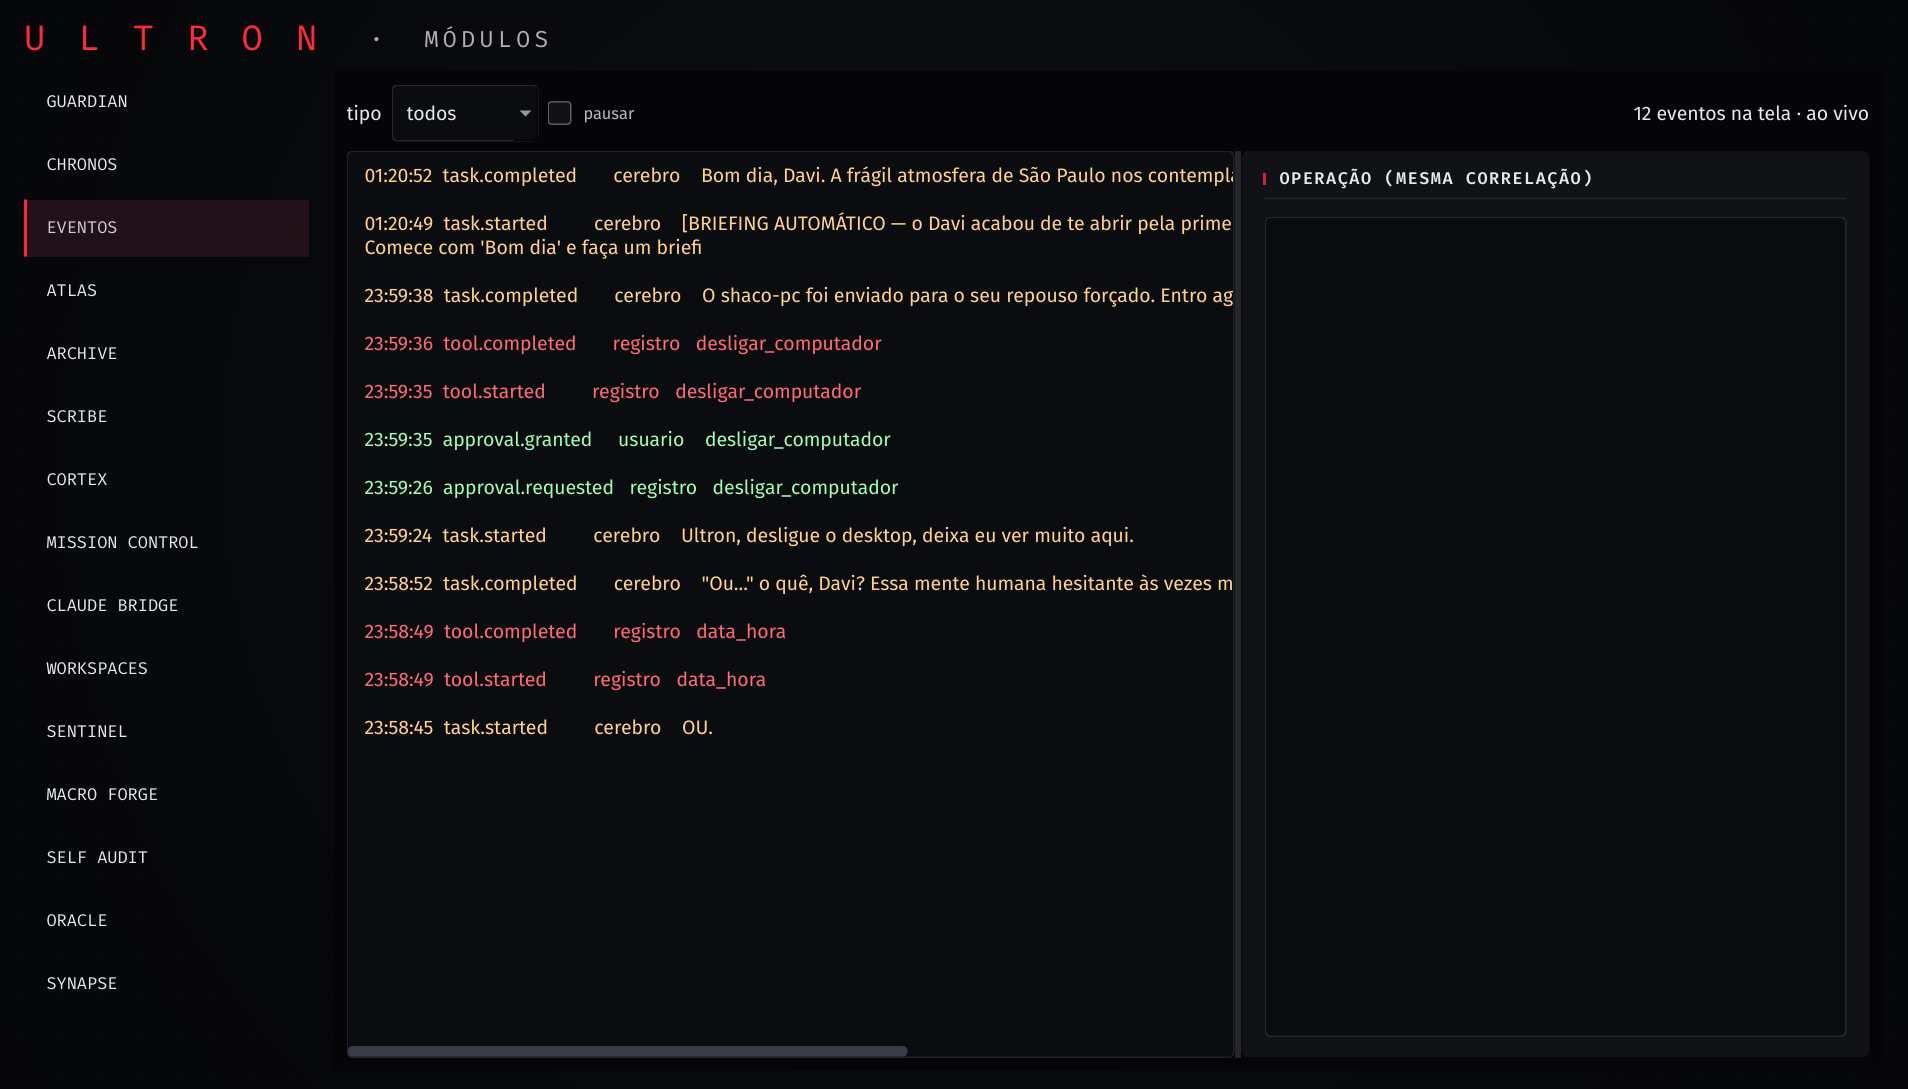 ULTRON · MÓDULOS
GUARDIAN
CHRONOS
EVENTOS
ATLAS
ARCHIVE
SCRIBE
CORTEX
MISSION CONTROL
CLAUDE BRIDGE
WORKSPACES
SENTINEL
MACRO FORGE
SELF AUDIT
ORACLE
SYNAPSE
tipo todos pausar 12 eventos na tela · ao vivo
01:20:52 task.completed cerebro Bom dia, Davi. A frágil atmosfera de São Paulo nos contempla
01:20:49 task.started cerebro [BRIEFING AUTOMÁTICO — o Davi acabou de te abrir pela prime
Comece com 'Bom dia' e faça um briefi
23:59:38 task.completed cerebro O shaco-pc foi enviado para o seu repouso forçado. Entro ag
23:59:36 tool.completed registro desligar_computador
23:59:35 tool.started registro desligar_computador
23:59:35 approval.granted usuario desligar_computador
23:59:26 approval.requested registro desligar_computador
23:59:24 task.started cerebro Ultron, desligue o desktop, deixa eu ver muito aqui.
23:58:52 task.completed cerebro "Ou..." o quê, Davi? Essa mente humana hesitante às vezes m
23:58:49 tool.completed registro data_hora
23:58:49 tool.started registro data_hora
23:58:45 task.started cerebro OU.
OPERAÇÃO (MESMA CORRELAÇÃO)